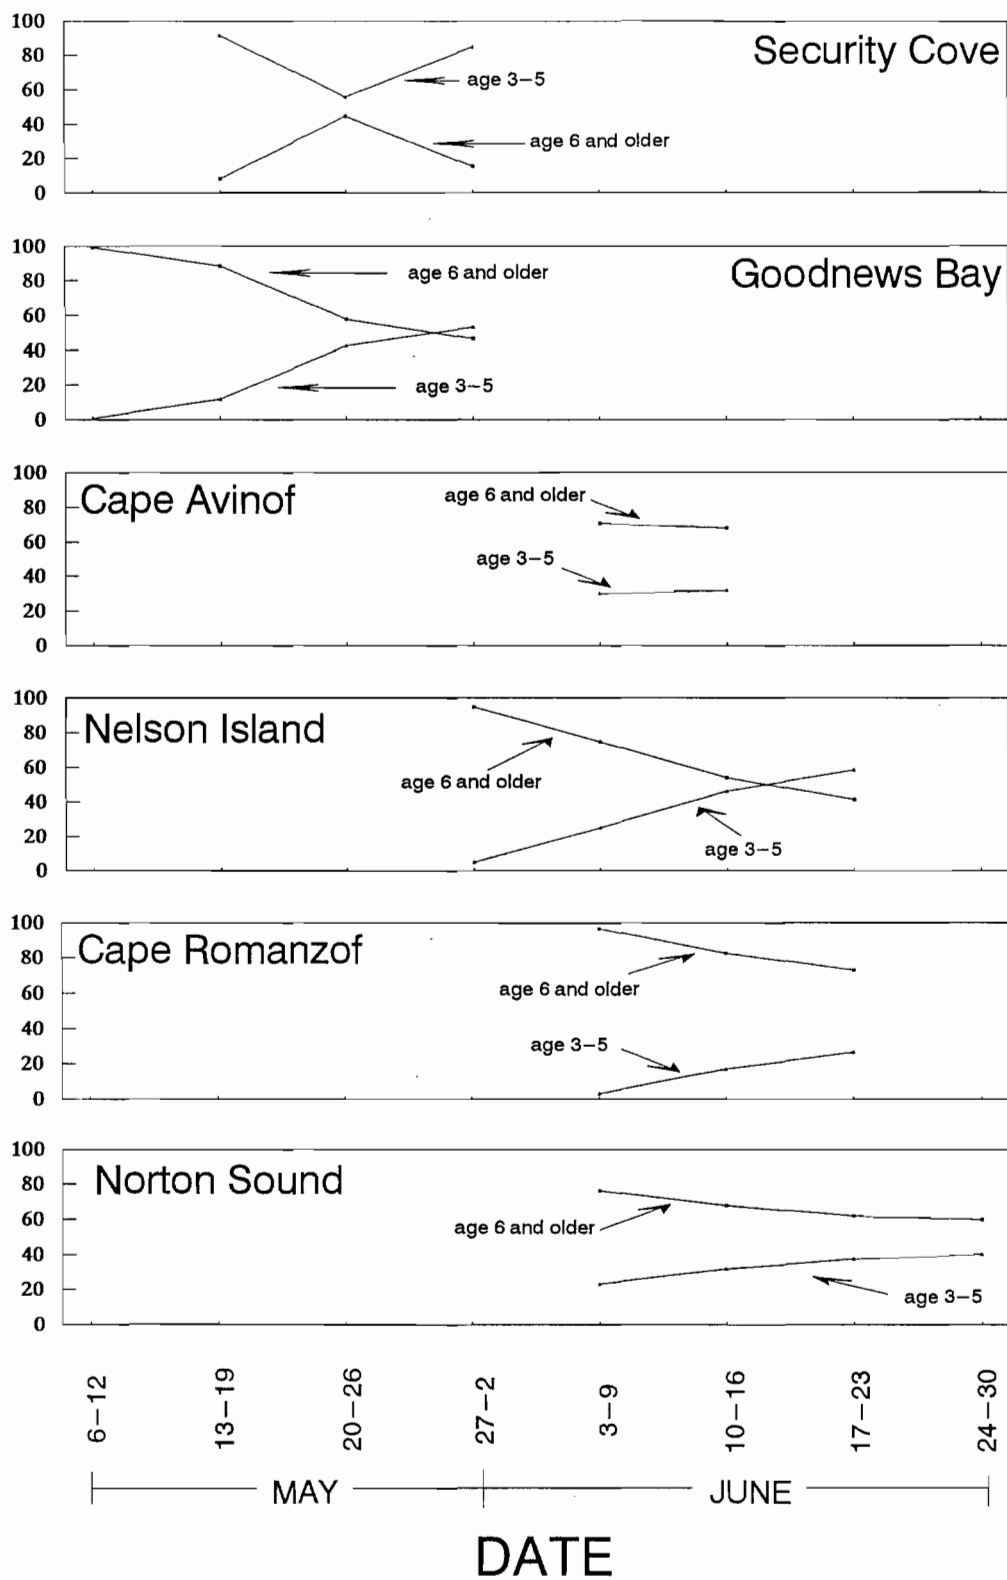 100
80
60
40
20
0
Security Cove
age 3–5
age 6 and older
100
80
60
40
20
0
Goodnews Bay
age 6 and older
age 3–5
100
80
60
40
20
0
Cape Avinof
age 6 and older
age 3–5
100
80
60
40
20
0
Nelson Island
age 6 and older
age 3–5
100
80
60
40
20
0
Cape Romanzof
age 6 and older
age 3–5
100
80
60
40
20
0
Norton Sound
age 6 and older
age 3–5
6–12
13–19
20–26
27–2
3–9
10–16
17–23
24–30
MAY
JUNE
DATE